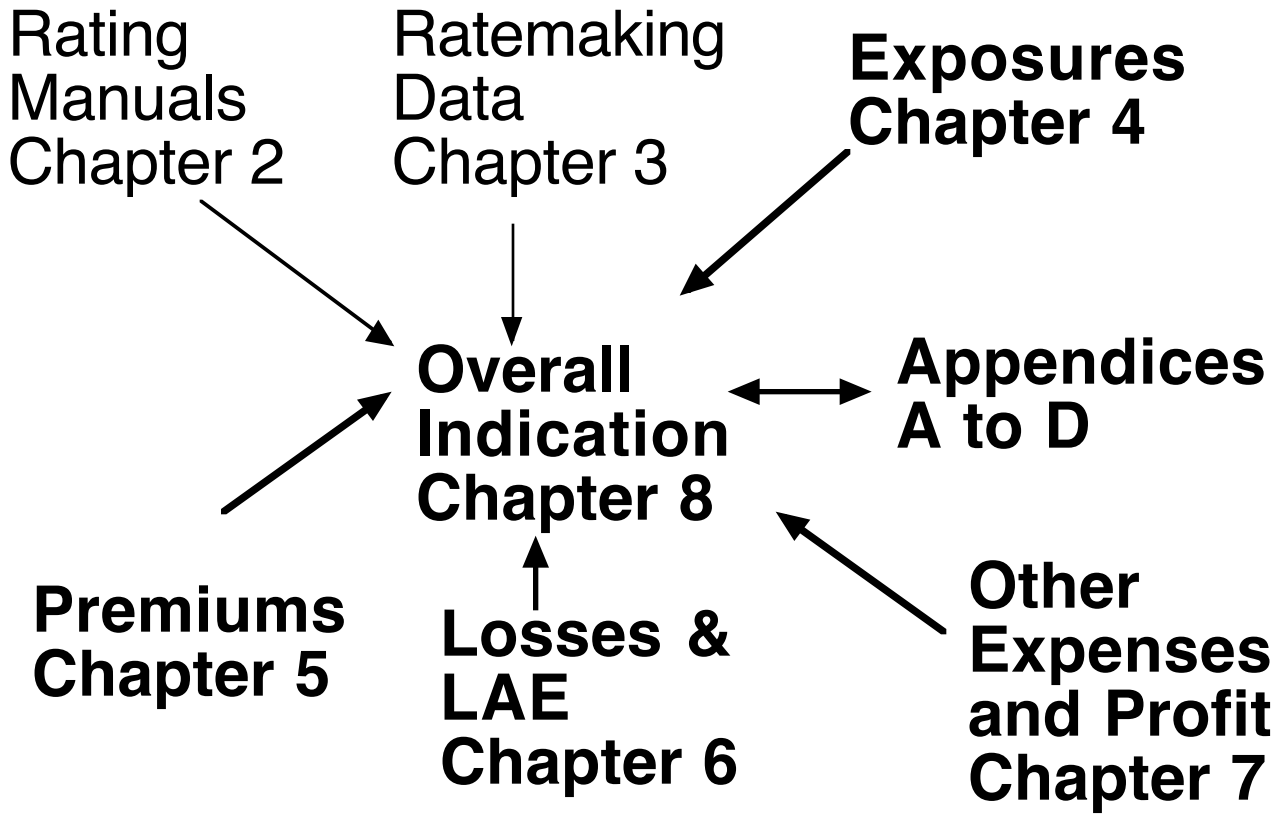 Rating
Manuals
Chapter 2
Ratemaking
Data
Chapter 3
Exposures
Chapter 4
Overall
Indication
Chapter 8
Appendices
A to D
Premiums
Chapter 5
Losses &
LAE
Chapter 6
Other
Expenses
and Profit
Chapter 7